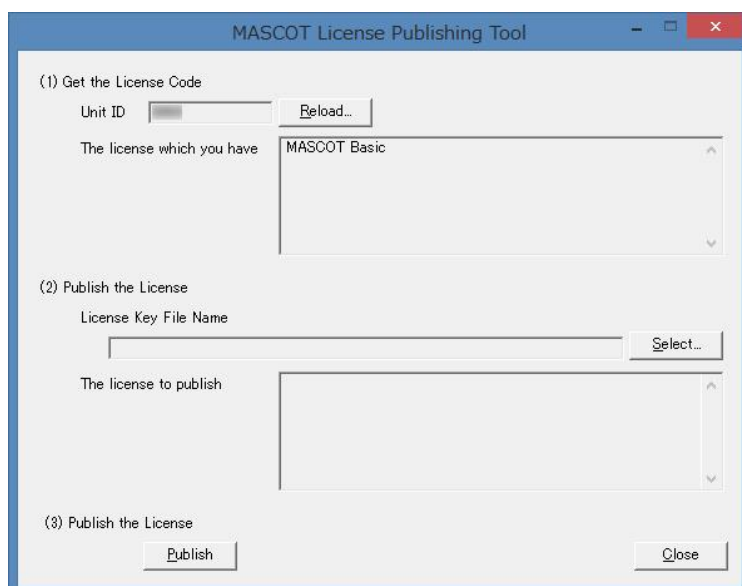 MASCOT License Publishing Tool
(1) Get the License Code
Unit ID Reload...
The license which you have MASCOT Basic
(2) Publish the License
License Key File Name
Select...
The license to publish
(3) Publish the License
Publish Close